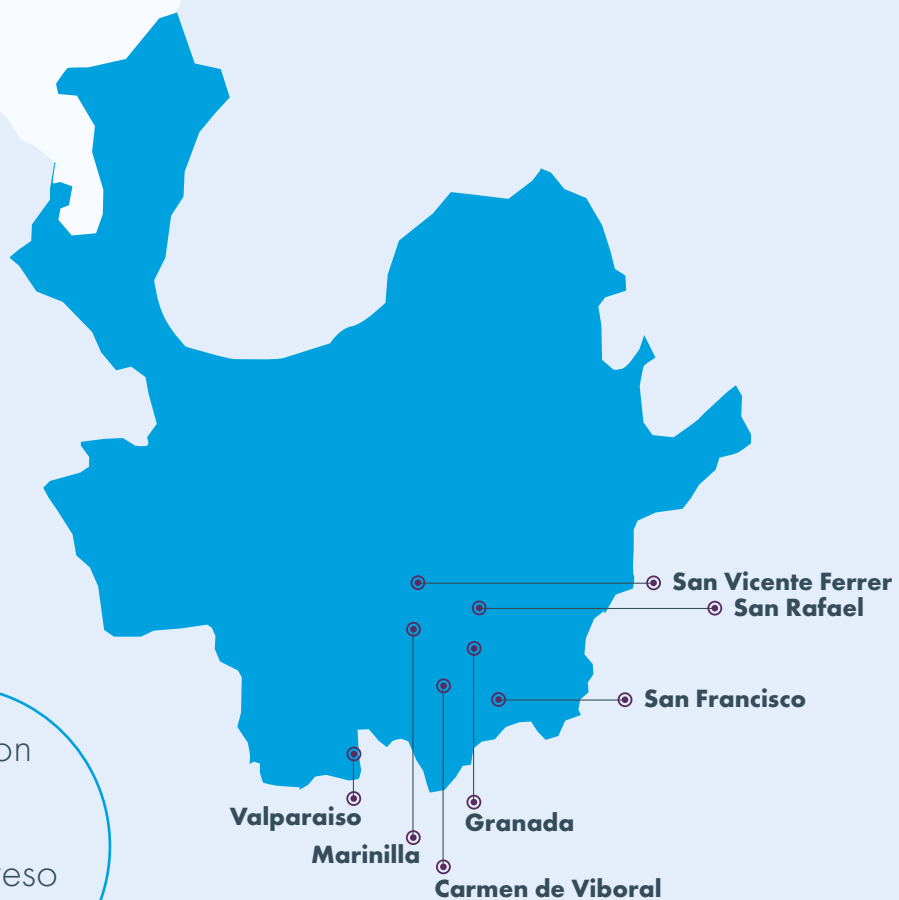 San Vicente Ferrer
San Rafael
San Francisco
on
Valparaiso
Granada
Marinilla
eso
Carmen de Viboral